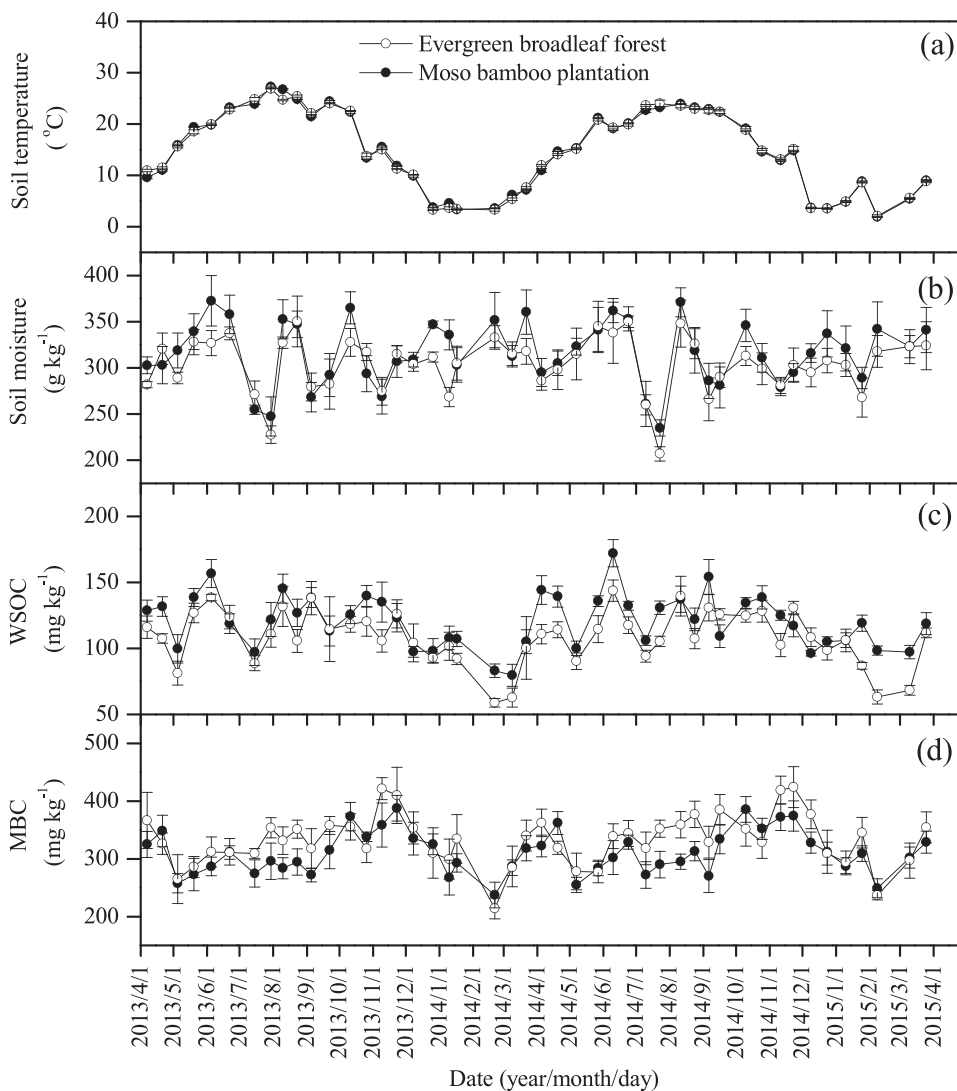 40
30
20
10
0
Soil temperature
(°C)
Evergreen broadleaf forest
Moso bamboo plantation
(a)
400
350
300
250
200
Soil moisture
(g kg⁻¹)
(b)
200
150
100
50
WSOC
(mg kg⁻¹)
(c)
500
400
300
200
MBC
(mg kg⁻¹)
(d)
2013/4/1
2013/5/1
2013/6/1
2013/7/1
2013/8/1
2013/9/1
2013/10/1
2013/11/1
2013/12/1
2014/1/1
2014/2/1
2014/3/1
2014/4/1
2014/5/1
2014/6/1
2014/7/1
2014/8/1
2014/9/1
2014/10/1
2014/11/1
2014/12/1
2015/1/1
2015/2/1
2015/3/1
2015/4/1
Date (year/month/day)